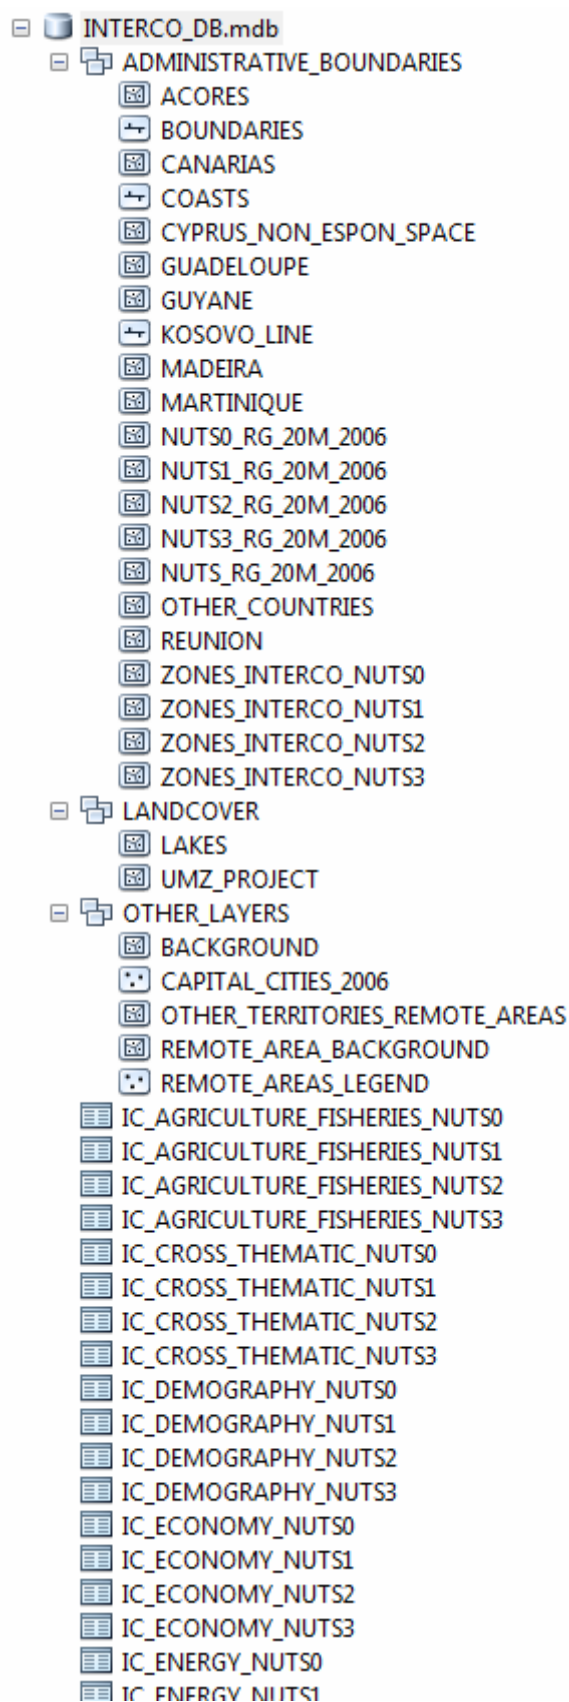 INTERCO_DB.mdb
ADMINISTRATIVE_BOUNDARIES
ACORES
BOUNDARIES
CANARIAS
COASTS
CYPRUS_NON_ESPON_SPACE
GUADELOUPE
GUYANE
KOSOVO_LINE
MADEIRA
MARTINIQUE
NUTS0_RG_20M_2006
NUTS1_RG_20M_2006
NUTS2_RG_20M_2006
NUTS3_RG_20M_2006
NUTS_RG_20M_2006
OTHER_COUNTRIES
REUNION
ZONES_INTERCO_NUTS0
ZONES_INTERCO_NUTS1
ZONES_INTERCO_NUTS2
ZONES_INTERCO_NUTS3
LANDCOVER
LAKES
UMZ_PROJECT
OTHER_LAYERS
BACKGROUND
CAPITAL_CITIES_2006
OTHER_TERRITORIES_REMOTE_AREAS
REMOTE_AREA_BACKGROUND
REMOTE_AREAS_LEGEND
IC_AGRICULTURE_FISHERIES_NUTS0
IC_AGRICULTURE_FISHERIES_NUTS1
IC_AGRICULTURE_FISHERIES_NUTS2
IC_AGRICULTURE_FISHERIES_NUTS3
IC_CROSS_THEMATIC_NUTS0
IC_CROSS_THEMATIC_NUTS1
IC_CROSS_THEMATIC_NUTS2
IC_CROSS_THEMATIC_NUTS3
IC_DEMOGRAPHY_NUTS0
IC_DEMOGRAPHY_NUTS1
IC_DEMOGRAPHY_NUTS2
IC_DEMOGRAPHY_NUTS3
IC_ECONOMY_NUTS0
IC_ECONOMY_NUTS1
IC_ECONOMY_NUTS2
IC_ECONOMY_NUTS3
IC_ENERGY_NUTS0
IC_ENERGY_NUTS1